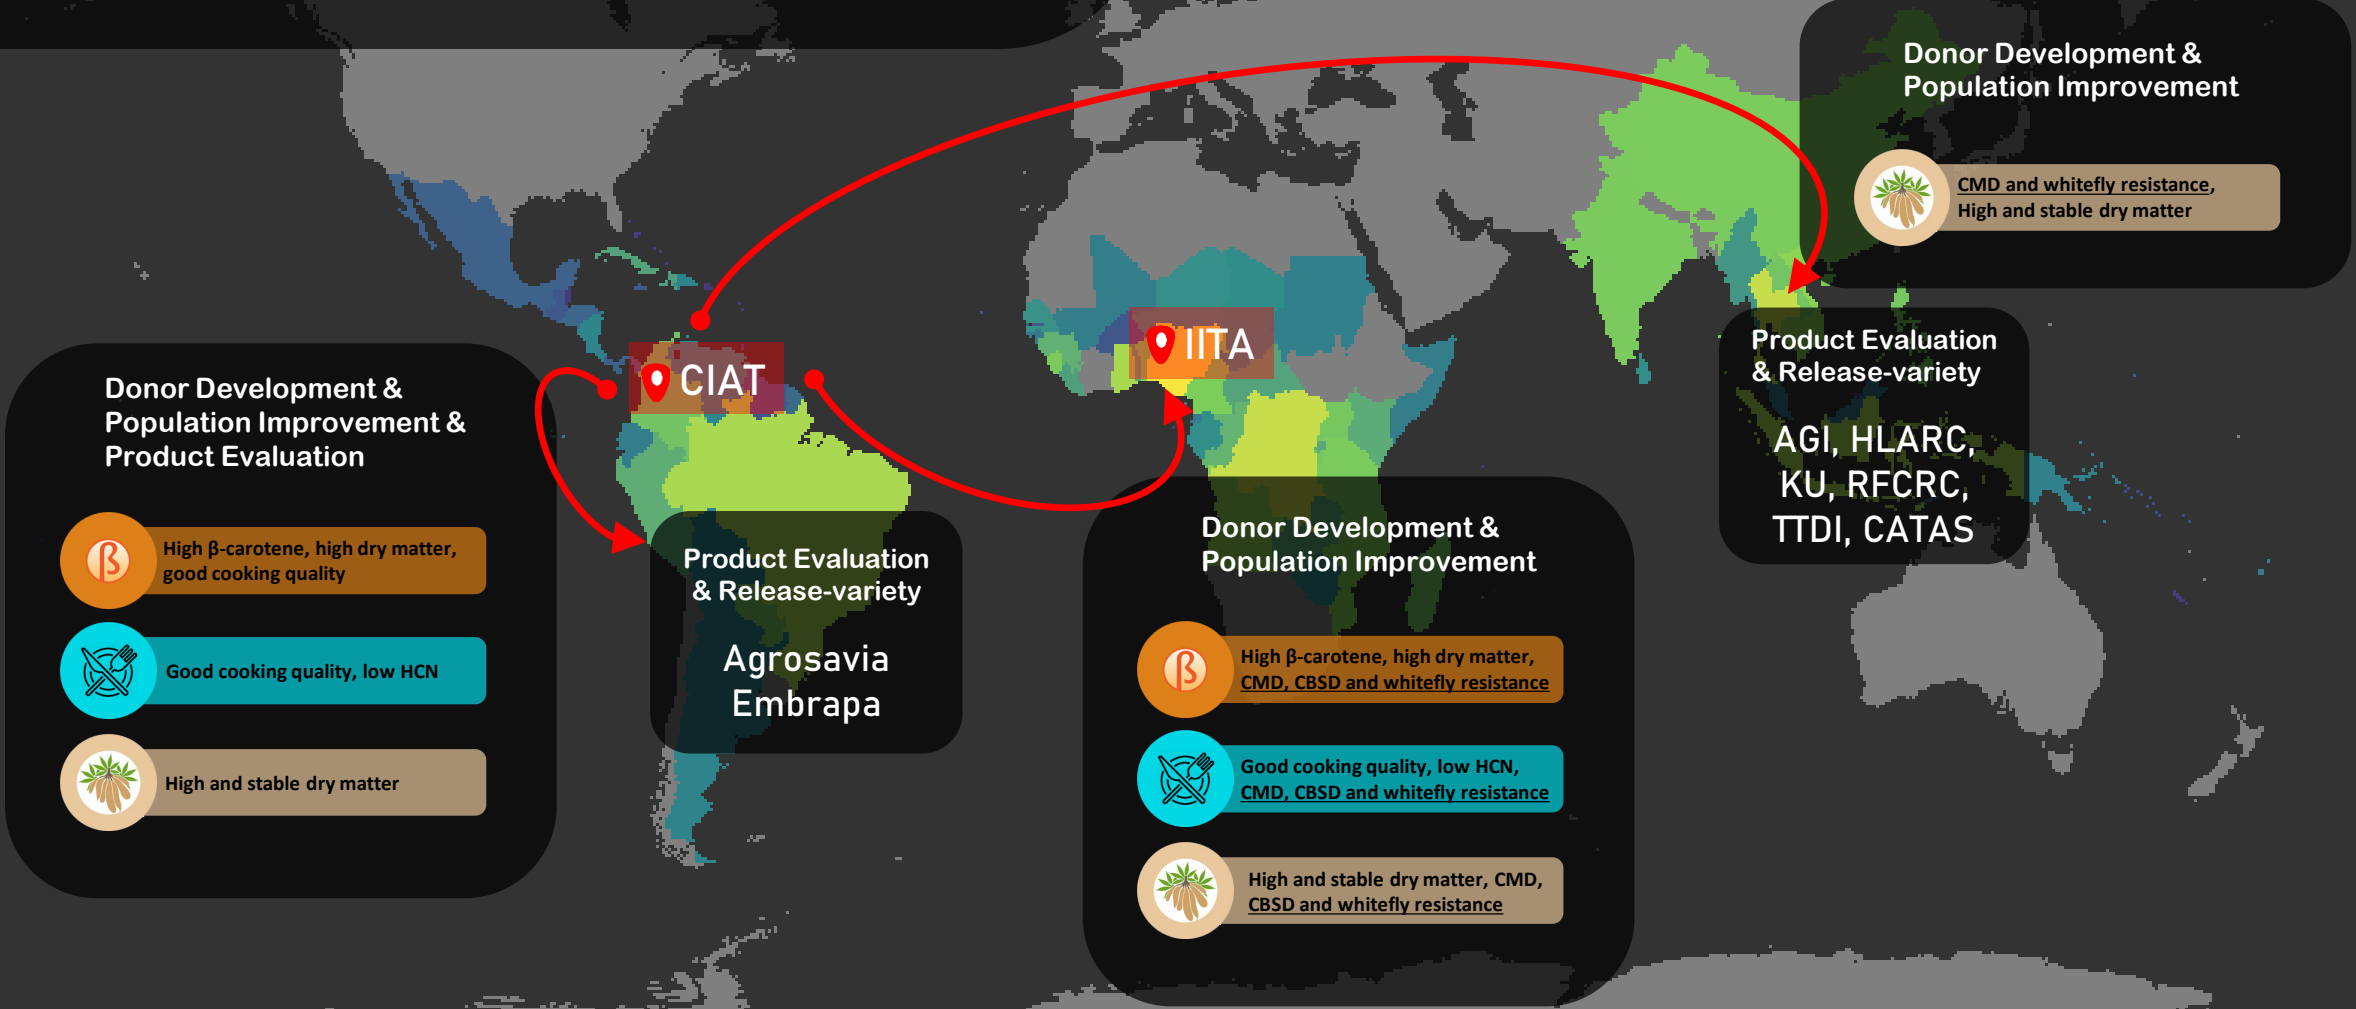 Donor Development &
Population Improvement
CMD and whitefly resistance,
High and stable dry matter
CIAT
IITA
Donor Development &
Population Improvement &
Product Evaluation
β
High β-carotene, high dry matter,
good cooking quality
Good cooking quality, low HCN
High and stable dry matter
Product Evaluation
& Release-variety
Agrosavia
Embrapa
Donor Development &
Population Improvement
β
High β-carotene, high dry matter,
CMD, CBSD and whitefly resistance
Good cooking quality, low HCN,
CMD, CBSD and whitefly resistance
High and stable dry matter, CMD,
CBSD and whitefly resistance
Product Evaluation
& Release-variety
AGI, HLARC,
KU, RFCRC,
TTDI, CATAS